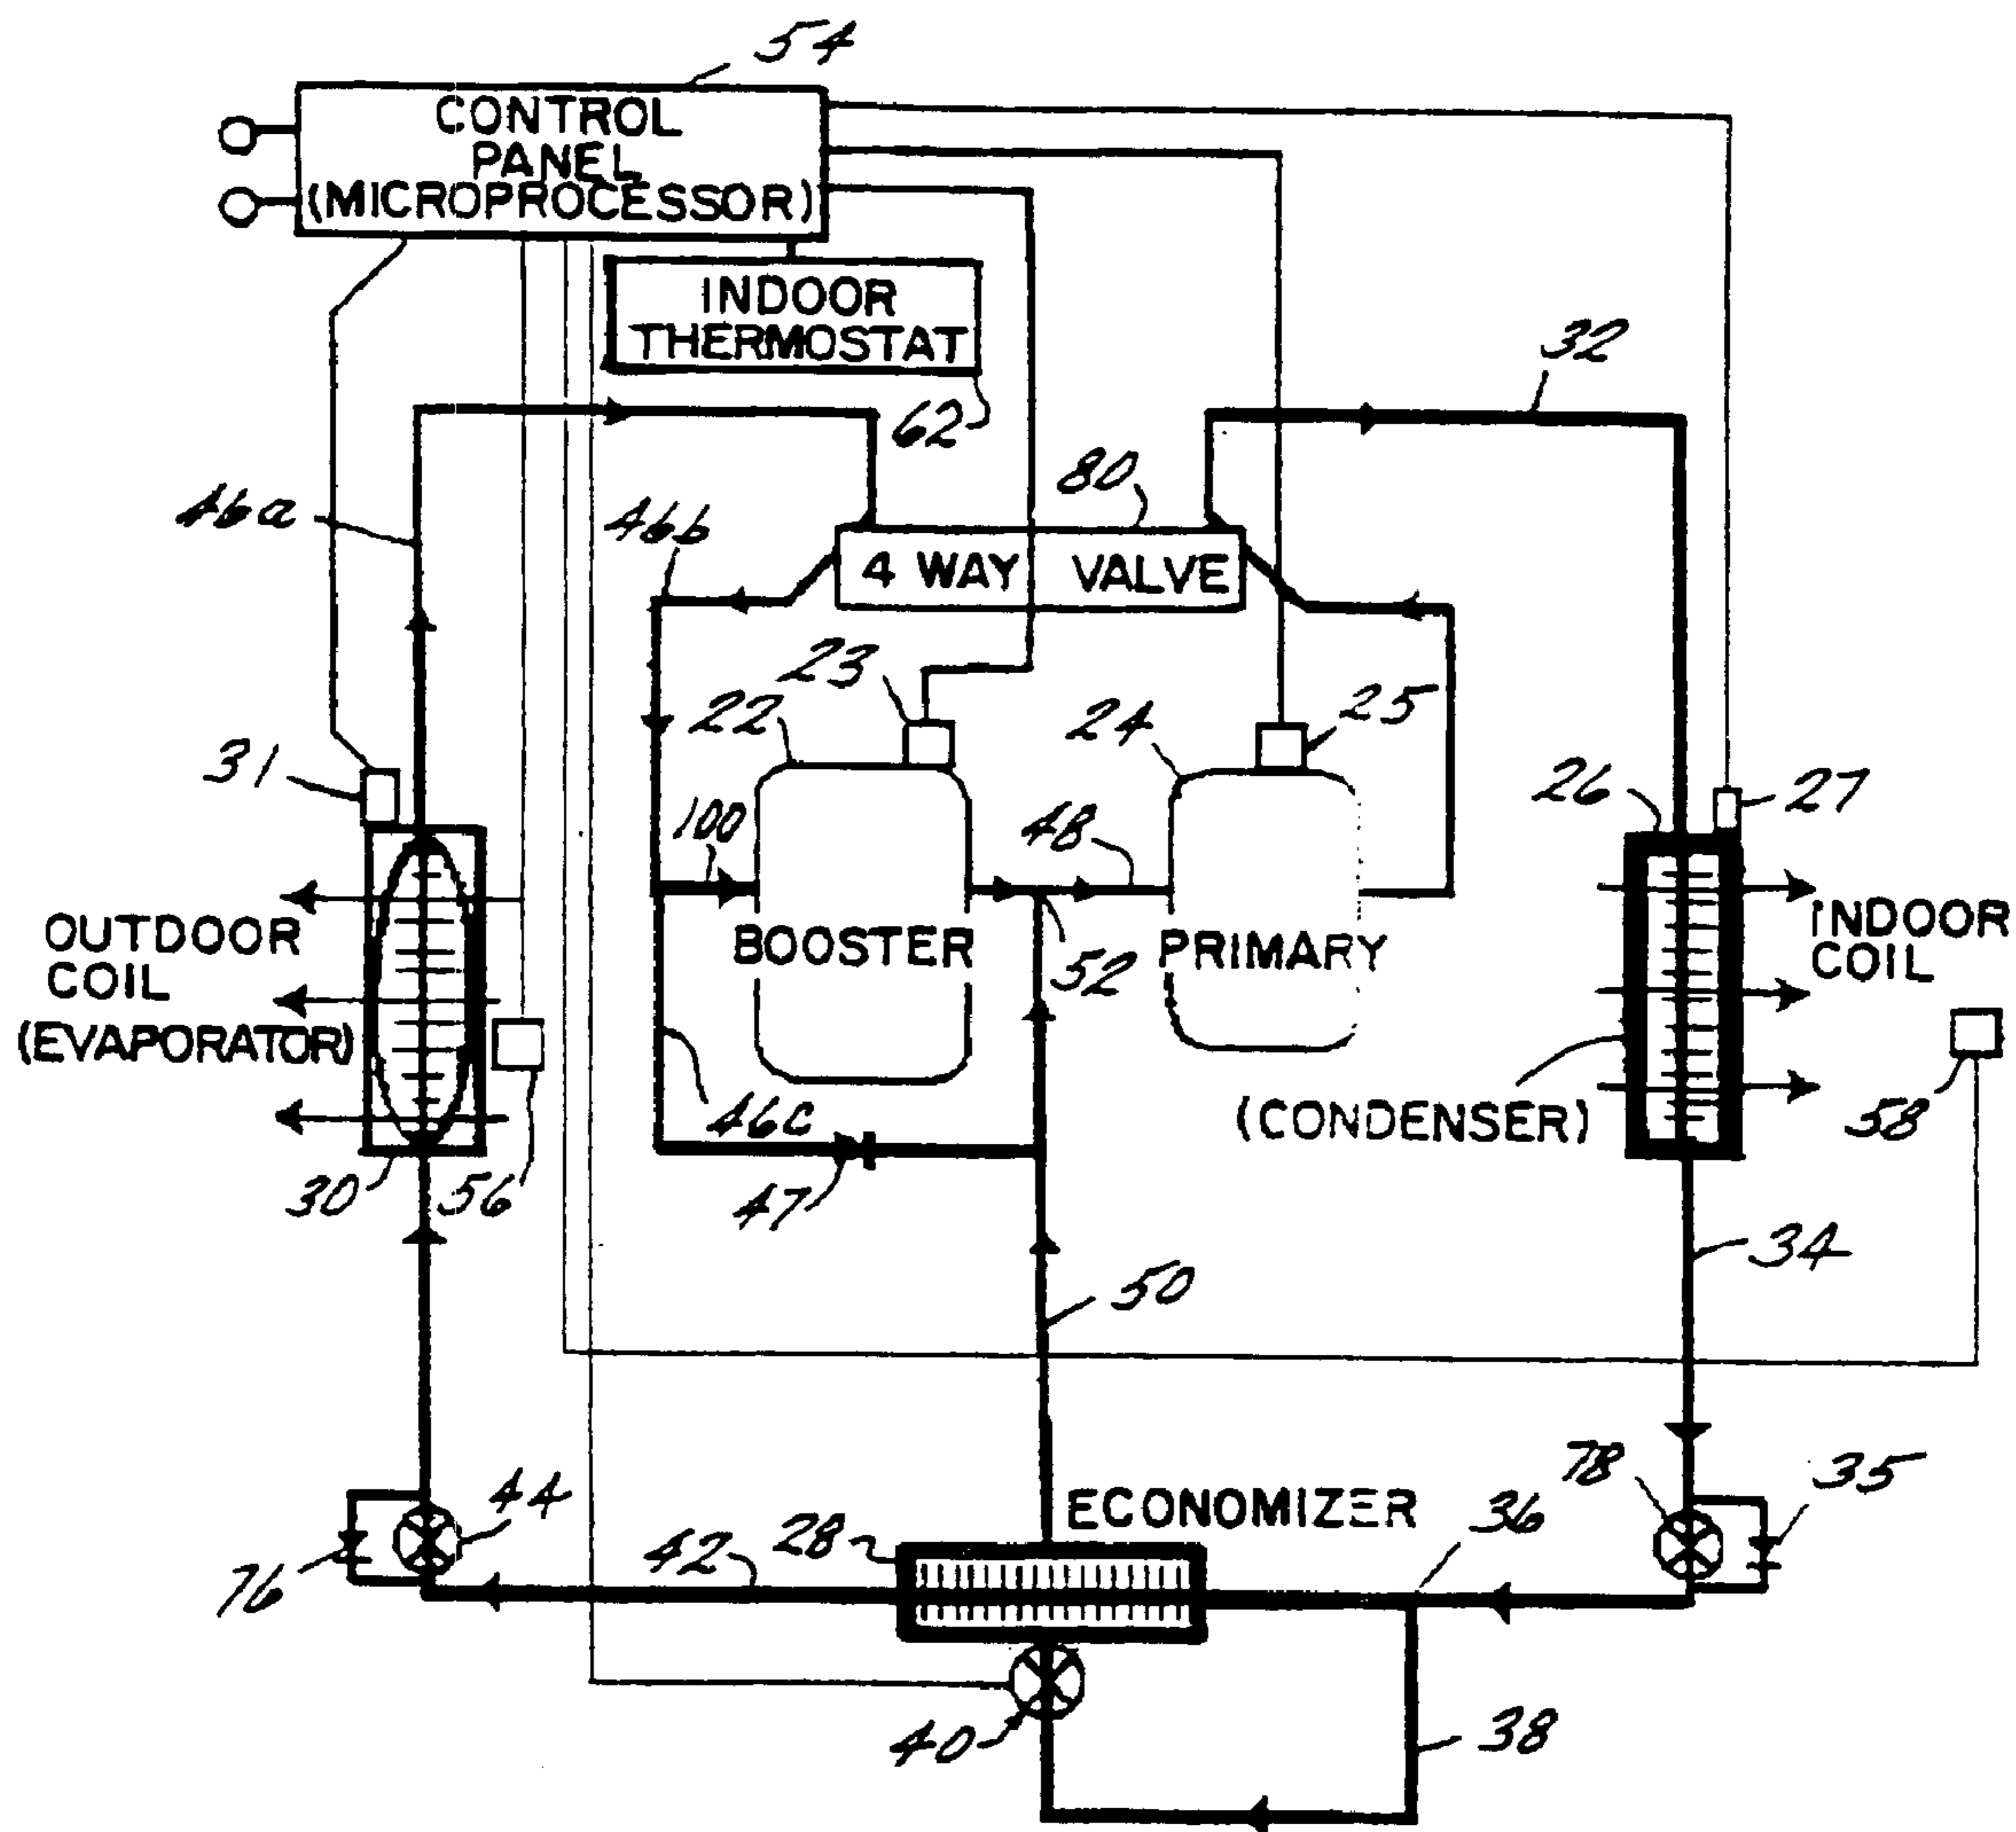 54
CONTROL
PANEL
(MICROPROCESSOR)
INDOOR
THERMOSTAT
62
32
46a
46b
80
4 WAY VALVE
23
22
24
25
31
26
27
100
48
OUTDOOR
COIL
(EVAPORATOR)
BOOSTER
52
PRIMARY
INDOOR
COIL
30
56
46c
47
(CONDENSER)
58
34
50
44
76
42
28
ECONOMIZER
36
78
35
40
38